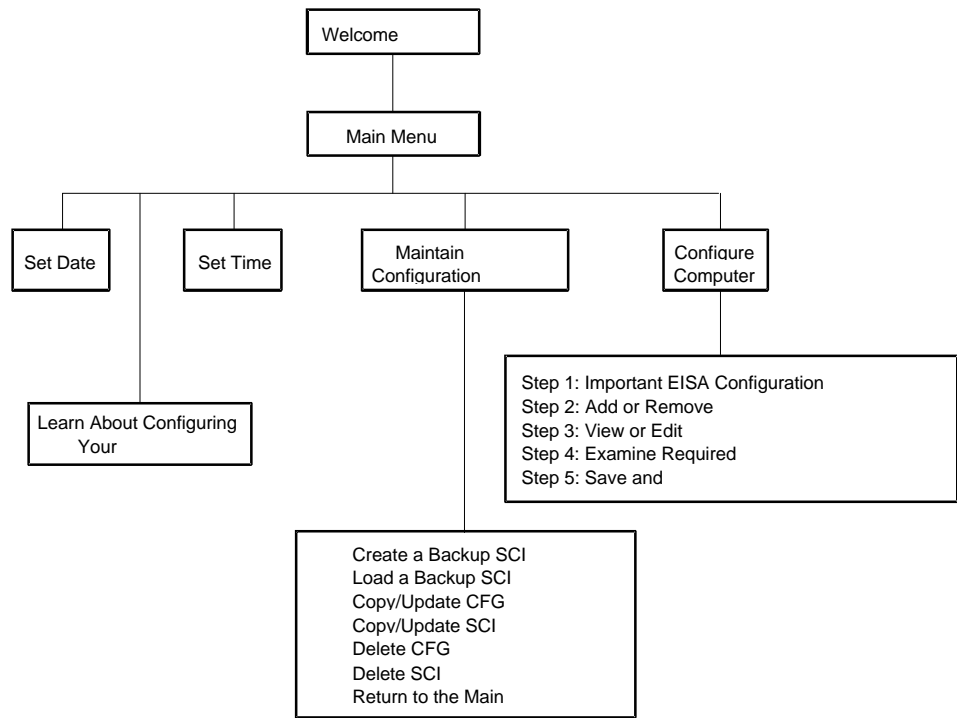 Welcome
Main Menu
Set Date
Set Time
Maintain
Configuration
Configure
Computer
Learn About Configuring
Your
Step 1: Important EISA Configuration
Step 2: Add or Remove
Step 3: View or Edit
Step 4: Examine Required
Step 5: Save and
Create a Backup SCI
Load a Backup SCI
Copy/Update CFG
Copy/Update SCI
Delete CFG
Delete SCI
Return to the Main